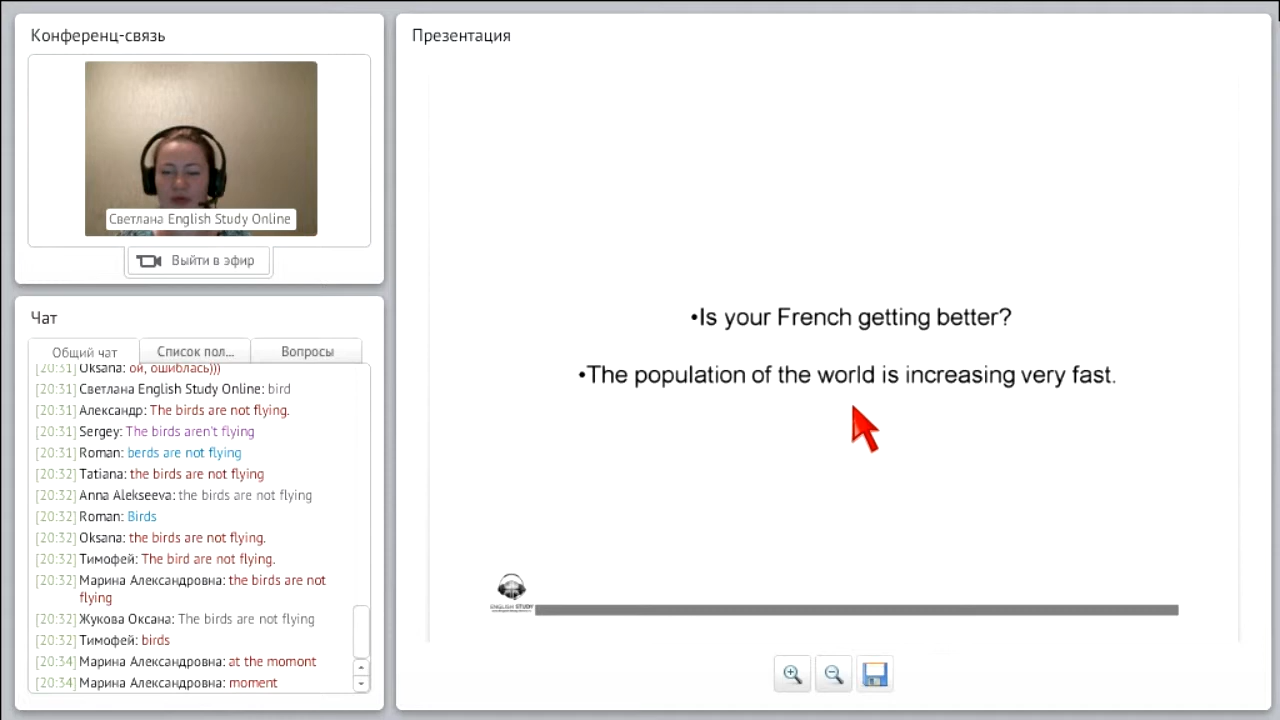 Конференц-связь
Светлана English Study Online
Выйти в эфир
Чат
Общий чат
Список пол...
Вопросы
[20:31] Oksana: ой, ошиблась)))
[20:31] Светлана English Study Online: bird
[20:31] Александр: The birds are not flying.
[20:31] Sergey: The birds aren't flying
[20:31] Roman: berds are not flying
[20:32] Tatiana: the birds are not flying
[20:32] Anna Alekseeva: the birds are not flying
[20:32] Roman: Birds
[20:32] Oksana: the birds are not flying.
[20:32] Тимофей: The bird are not flying.
[20:32] Марина Александровна: the birds are not
flying
[20:32] Жукова Оксана: The birds are not flying
[20:32] Тимофей: birds
[20:34] Марина Александровна: at the momont
[20:34] Марина Александровна: moment
Презентация
•Is your French getting better?
•The population of the world is increasing very fast.
ENGLISH STUDY